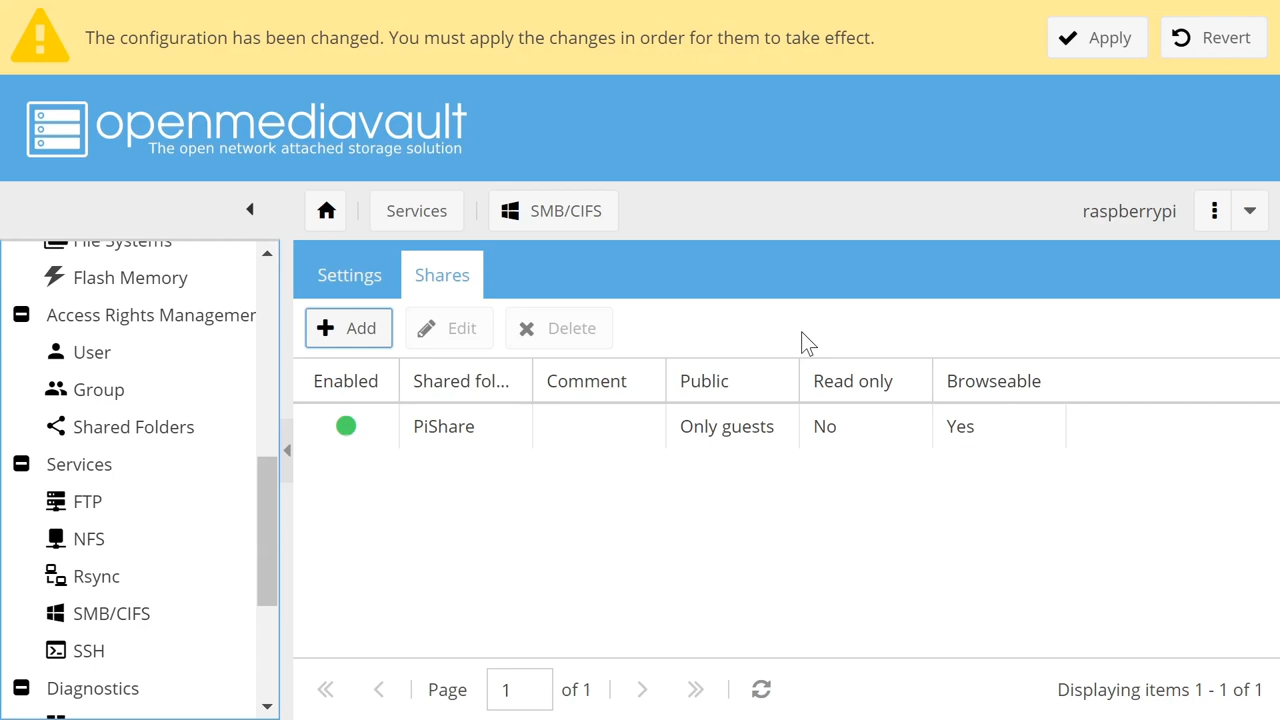 The configuration has been changed. You must apply the changes in order for them to take effect.
Apply
Revert
openmediavault
The open network attached storage solution
Services
SMB/CIFS
raspberrypi
File Systems
Flash Memory
Access Rights Managemer
User
Group
Shared Folders
Services
FTP
NFS
Rsync
SMB/CIFS
SSH
Diagnostics
Settings
Shares
Add
Edit
Delete
Enabled
Shared fol...
Comment
Public
Read only
Browseable
PiShare
Only guests
No
Yes
Page
1
of 1
Displaying items 1 - 1 of 1